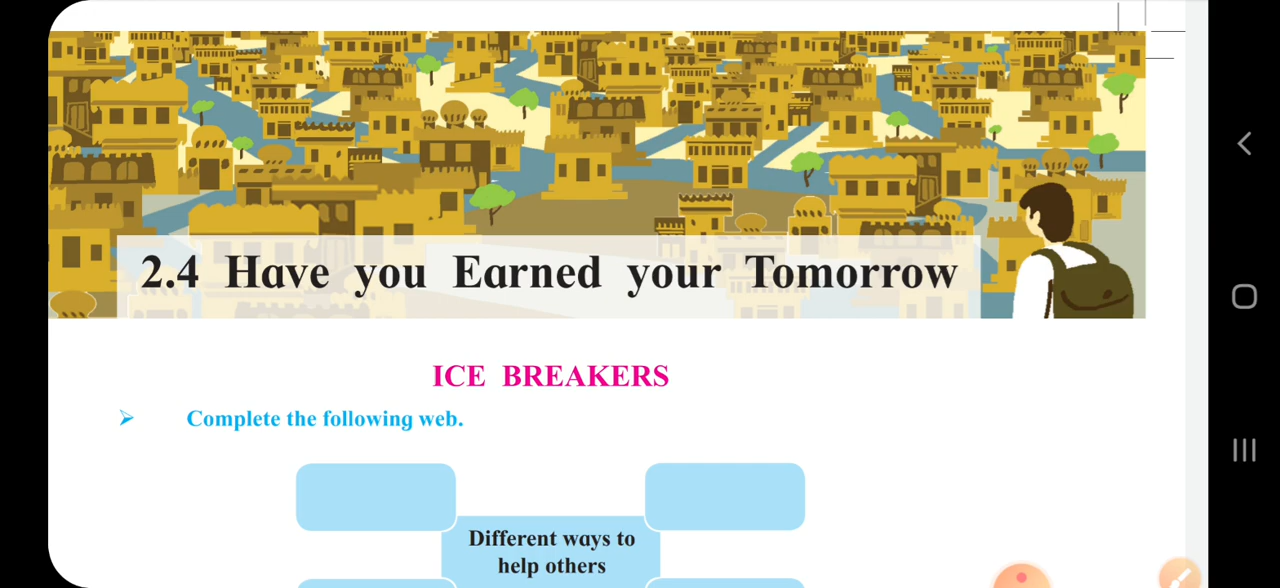 2.4 Have you Earned your Tomorrow
ICE BREAKERS
Complete the following web.
Different ways to
help others